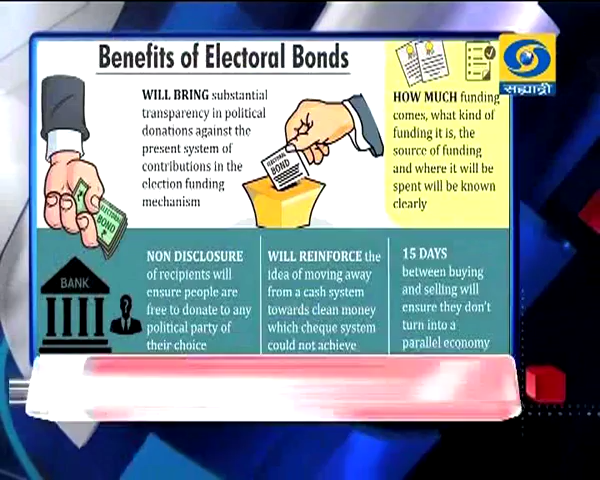 Benefits of Electoral Bonds
WILL BRING substantial
transparency in political
donations against the
present system of
contributions in the
election funding
mechanism
ELECTORAL
BOND
HOW MUCH funding
comes, what kind of
funding it is, the
source of funding
and where it will be
spent will be known
clearly
सह्याद्री
ELECTORAL
BOND
BANK
?
NON DISCLOSURE
of recipients will
ensure people are
free to donate to any
political party of
their choice
WILL REINFORCE the
idea of moving away
from a cash system
towards clean money
which cheque system
could not achieve
15 DAYS
between buying
and selling will
ensure they don't
turn into a
parallel economy